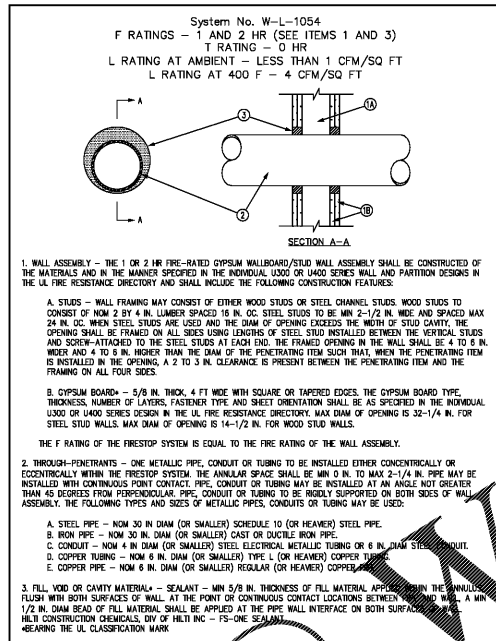 System No. W-L-1054
F RATINGS - 1 AND 2 HR (SEE ITEMS 1 AND 3)
T RATING - 0 HR
L RATING AT AMBIENT - LESS THAN 1 CFM/SQ FT
L RATING AT 400 F - 4 CFM/SQ FT
A
3
1A
2
1B
A
SECTION A-A
1. WALL ASSEMBLY - THE 1 OR 2 HR FIRE-RATED GYPSUM WALLBOARD/STUD WALL ASSEMBLY SHALL BE CONSTRUCTED OF
THE MATERIALS AND IN THE MANNER SPECIFIED IN THE INDIVIDUAL U300 OR U400 SERIES WALL AND PARTITION DESIGNS IN
THE UL FIRE RESISTANCE DIRECTORY AND SHALL INCLUDE THE FOLLOWING CONSTRUCTION FEATURES:
A. STUDS - WALL FRAMING MAY CONSIST OF EITHER WOOD STUDS OR STEEL CHANNEL STUDS. WOOD STUDS TO
CONSIST OF NOM 2 BY 4 IN. LUMBER SPACED 16 IN. OC. STEEL STUDS TO BE MIN 2-1/2 IN. WIDE AND SPACED MAX
24 IN. OC. WHEN STEEL STUDS ARE USED AND THE DIAM OF OPENING EXCEEDS THE WIDTH OF STUD CAVITY, THE
OPENING SHALL BE FRAMED ON ALL SIDES USING LENGTHS OF STEEL STUD INSTALLED BETWEEN THE VERTICAL STUDS
AND SCREW-ATTACHED TO THE STEEL STUDS AT EACH END. THE FRAMED OPENING IN THE WALL SHALL BE 4 TO 6 IN.
WIDER AND 4 TO 6 IN. HIGHER THAN THE DIAM OF THE PENETRATING ITEM SUCH THAT, WHEN THE PENETRATING ITEM
IS INSTALLED IN THE OPENING, A 2 TO 3 IN. CLEARANCE IS PRESENT BETWEEN THE PENETRATING ITEM AND THE
FRAMING ON ALL FOUR SIDES.
B. GYPSUM BOARD* - 5/8 IN. THICK, 4 FT WIDE WITH SQUARE OR TAPERED EDGES. THE GYPSUM BOARD TYPE,
THICKNESS, NUMBER OF LAYERS, FASTENER TYPE AND SHEET ORIENTATION SHALL BE AS SPECIFIED IN THE INDIVIDUAL
U300 OR U400 SERIES DESIGN IN THE UL FIRE RESISTANCE DIRECTORY. MAX DIAM OF OPENING IS 32-1/4 IN. FOR
STEEL STUD WALLS. MAX DIAM OF OPENING IS 14-1/2 IN. FOR WOOD STUD WALLS.
THE F RATING OF THE FIRESTOP SYSTEM IS EQUAL TO THE FIRE RATING OF THE WALL ASSEMBLY.
2. THROUGH-PENETRANTS - ONE METALLIC PIPE, CONDUIT OR TUBING TO BE INSTALLED EITHER CONCENTRICALLY OR
ECCENTRICALLY WITHIN THE FIRESTOP SYSTEM. THE ANNULAR SPACE SHALL BE MIN 0 IN. TO MAX 2-1/4 IN. PIPE MAY BE
INSTALLED WITH CONTINUOUS POINT CONTACT. PIPE, CONDUIT OR TUBING MAY BE INSTALLED AT AN ANGLE NOT GREATER
THAN 45 DEGREES FROM PERPENDICULAR. PIPE, CONDUIT OR TUBING TO BE RIGIDLY SUPPORTED ON BOTH SIDES OF WALL
ASSEMBLY. THE FOLLOWING TYPES AND SIZES OF METALLIC PIPES, CONDUITS OR TUBING MAY BE USED:
A. STEEL PIPE - NOM 30 IN DIAM (OR SMALLER) SCHEDULE 10 (OR HEAVIER) STEEL PIPE.
B. IRON PIPE - NOM 30 IN. DIAM (OR SMALLER) CAST OR DUCTILE IRON PIPE.
C. CONDUIT - NOM 4 IN DIAM (OR SMALLER) STEEL ELECTRICAL METALLIC TUBING OR 6 IN. DIAM STEEL CONDUIT.
D. COPPER TUBING - NOM 6 IN. DIAM (OR SMALLER) TYPE L (OR HEAVIER) COPPER TUBING.
E. COPPER PIPE - NOM 6 IN. DIAM (OR SMALLER) REGULAR (OR HEAVIER) COPPER PIPE.
3. FILL, VOID OR CAVITY MATERIAL* - SEALANT - MIN 5/8 IN. THICKNESS OF FILL MATERIAL APPLIED WITHIN THE ANNULUS,
FLUSH WITH BOTH SURFACES OF WALL. AT THE POINT OR CONTINUOUS CONTACT LOCATIONS BETWEEN PIPE AND WALL, A MIN
1/2 IN. DIAM BEAD OF FILL MATERIAL SHALL BE APPLIED AT THE PIPE WALL INTERFACE ON BOTH SURFACES OF WALL.
HILTI CONSTRUCTION CHEMICALS, DIV OF HILTI INC - FS-ONE SEALANT
*BEARING THE UL CLASSIFICATION MARK